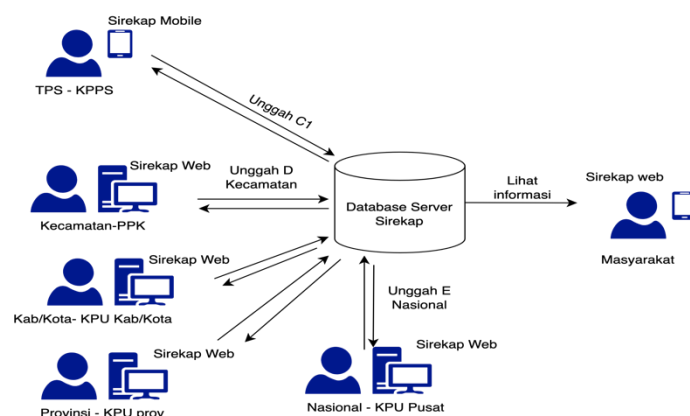 Sirekap Mobile
TPS - KPPS
Unggah C1
Sirekap Web
Unggah D
Kecamatan
Kecamatan-PPK
Database Server
Sirekap
Lihat
informasi
Sirekap web
Masyarakat
Sirekap Web
Kab/Kota- KPU Kab/Kota
Unggah E
Nasional
Sirekap Web
Provinsi - KPU prov
Sirekap Web
Nasional - KPU Pusat